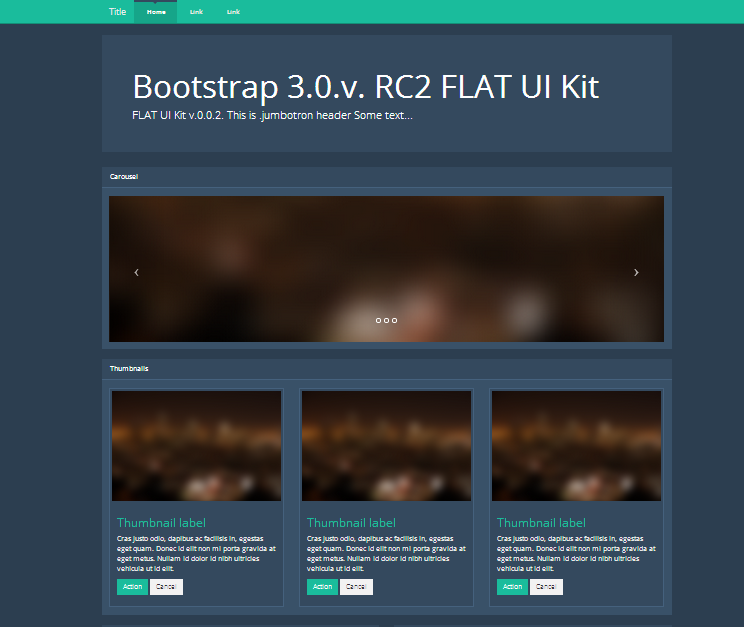 Title Home Link Link
Bootstrap 3.0.v. RC2 FLAT UI Kit
FLAT UI Kit v.0.0.2. This is .jumbotron header Some text...
Carousel
Thumbnails
Thumbnail label
Cras justo odio, dapibus ac facilisis in, egestas
eget quam. Donec id elit non mi porta gravida at
eget metus. Nullam id dolor id nibh ultricies
vehicula ut id elit.
Action Cancel
Thumbnail label
Cras justo odio, dapibus ac facilisis in, egestas
eget quam. Donec id elit non mi porta gravida at
eget metus. Nullam id dolor id nibh ultricies
vehicula ut id elit.
Action Cancel
Thumbnail label
Cras justo odio, dapibus ac facilisis in, egestas
eget quam. Donec id elit non mi porta gravida at
eget metus. Nullam id dolor id nibh ultricies
vehicula ut id elit.
Action Cancel